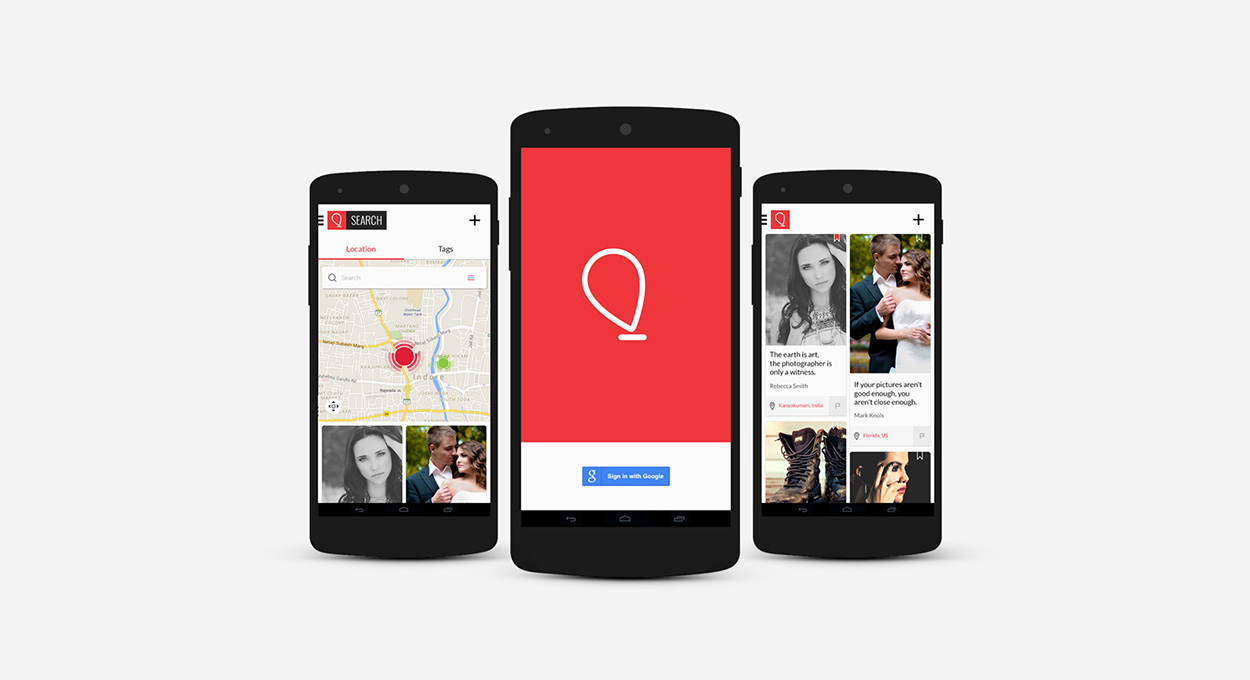 SEARCH
Location
Tags
Search
Indore
Sign in with Google
The earth is art,
the photographer is
only a witness.
Rebecca Smith
Kanyakumari, India
If your pictures aren't
good enough, you
aren't close enough.
Mark Knols
Florida, US